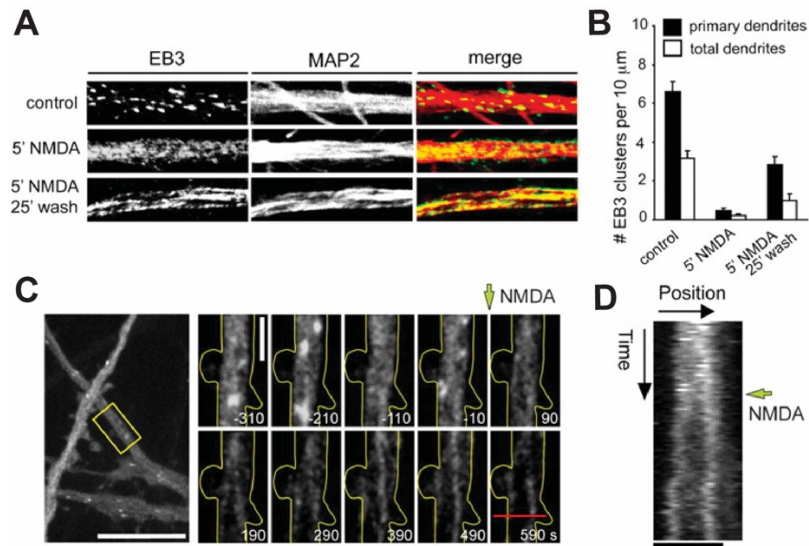 A
EB3 MAP2 merge
control
5' NMDA
5' NMDA
25' wash
B
primary dendrites
total dendrites
# EB3 clusters per 10 μm
10
8
6
4
2
0
control
5' NMDA
5' NMDA
25' wash
C
NMDA
-310 -210 -110 -10 90
190 290 390 490 590 s
D
Position
Time
NMDA